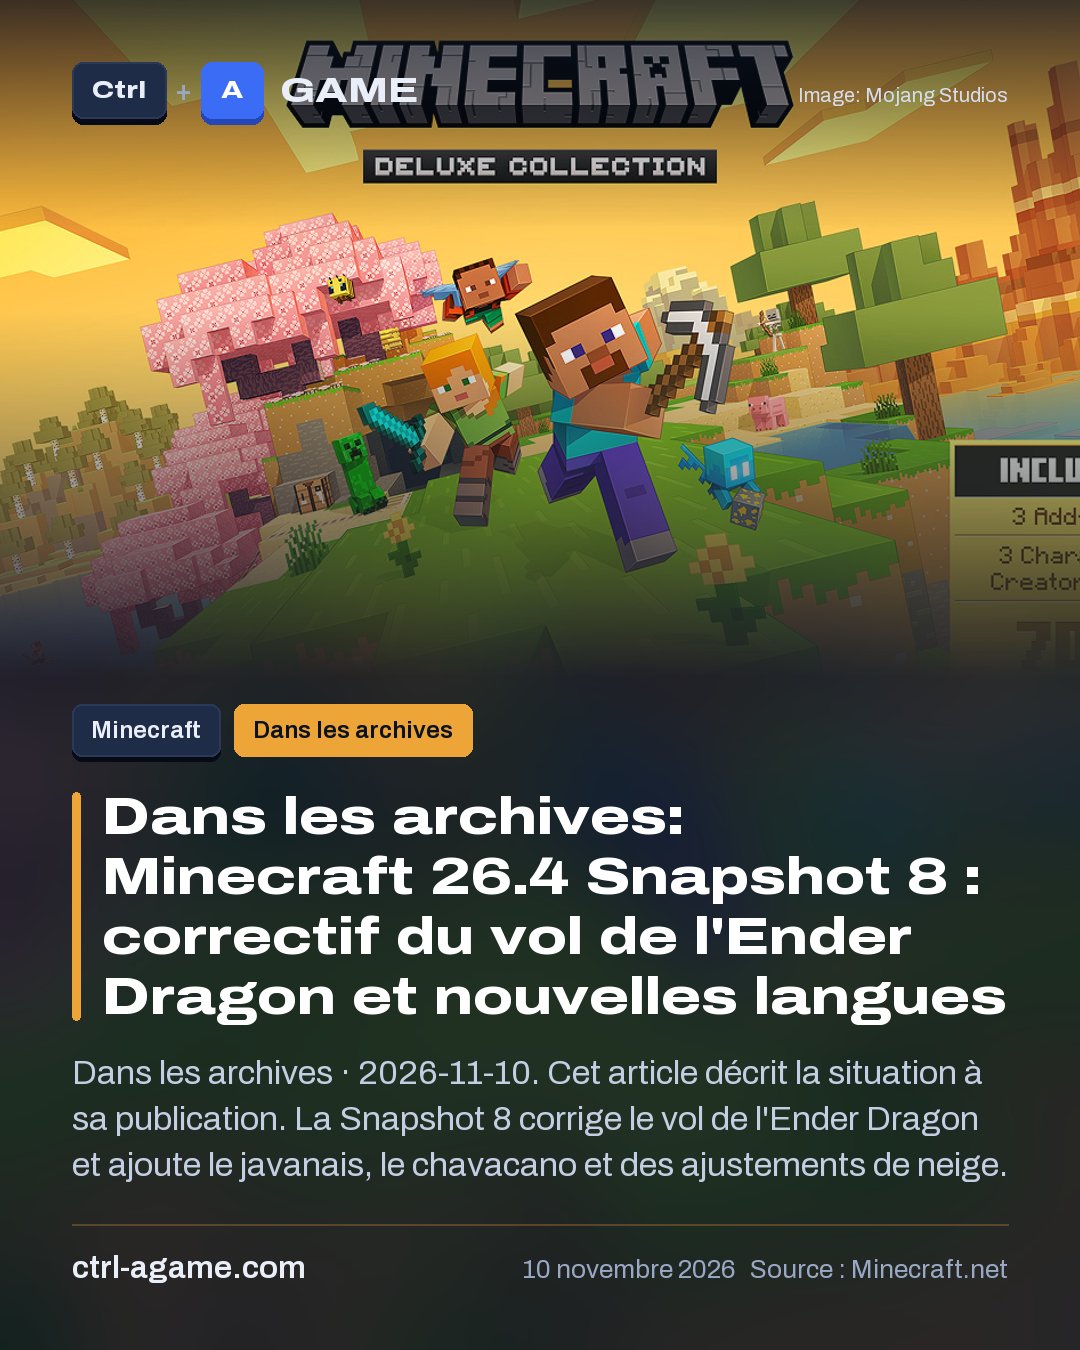 MINECRAFT
Ctrl + A GAME
Image: Mojang Studios
DELUXE COLLECTION
3
3
Minecraft
Dans les archives
Dans les archives:
Minecraft 26.4 Snapshot 8 :
correctif du vol de l'Ender
Dragon et nouvelles langues
Dans les archives · 2026-11-10. Cet article décrit la situation à
sa publication. La Snapshot 8 corrige le vol de l'Ender Dragon
et ajoute le javanais, le chavacano et des ajustements de neige.
ctrl-agame.com
10 novembre 2026 Source : Minecraft.net